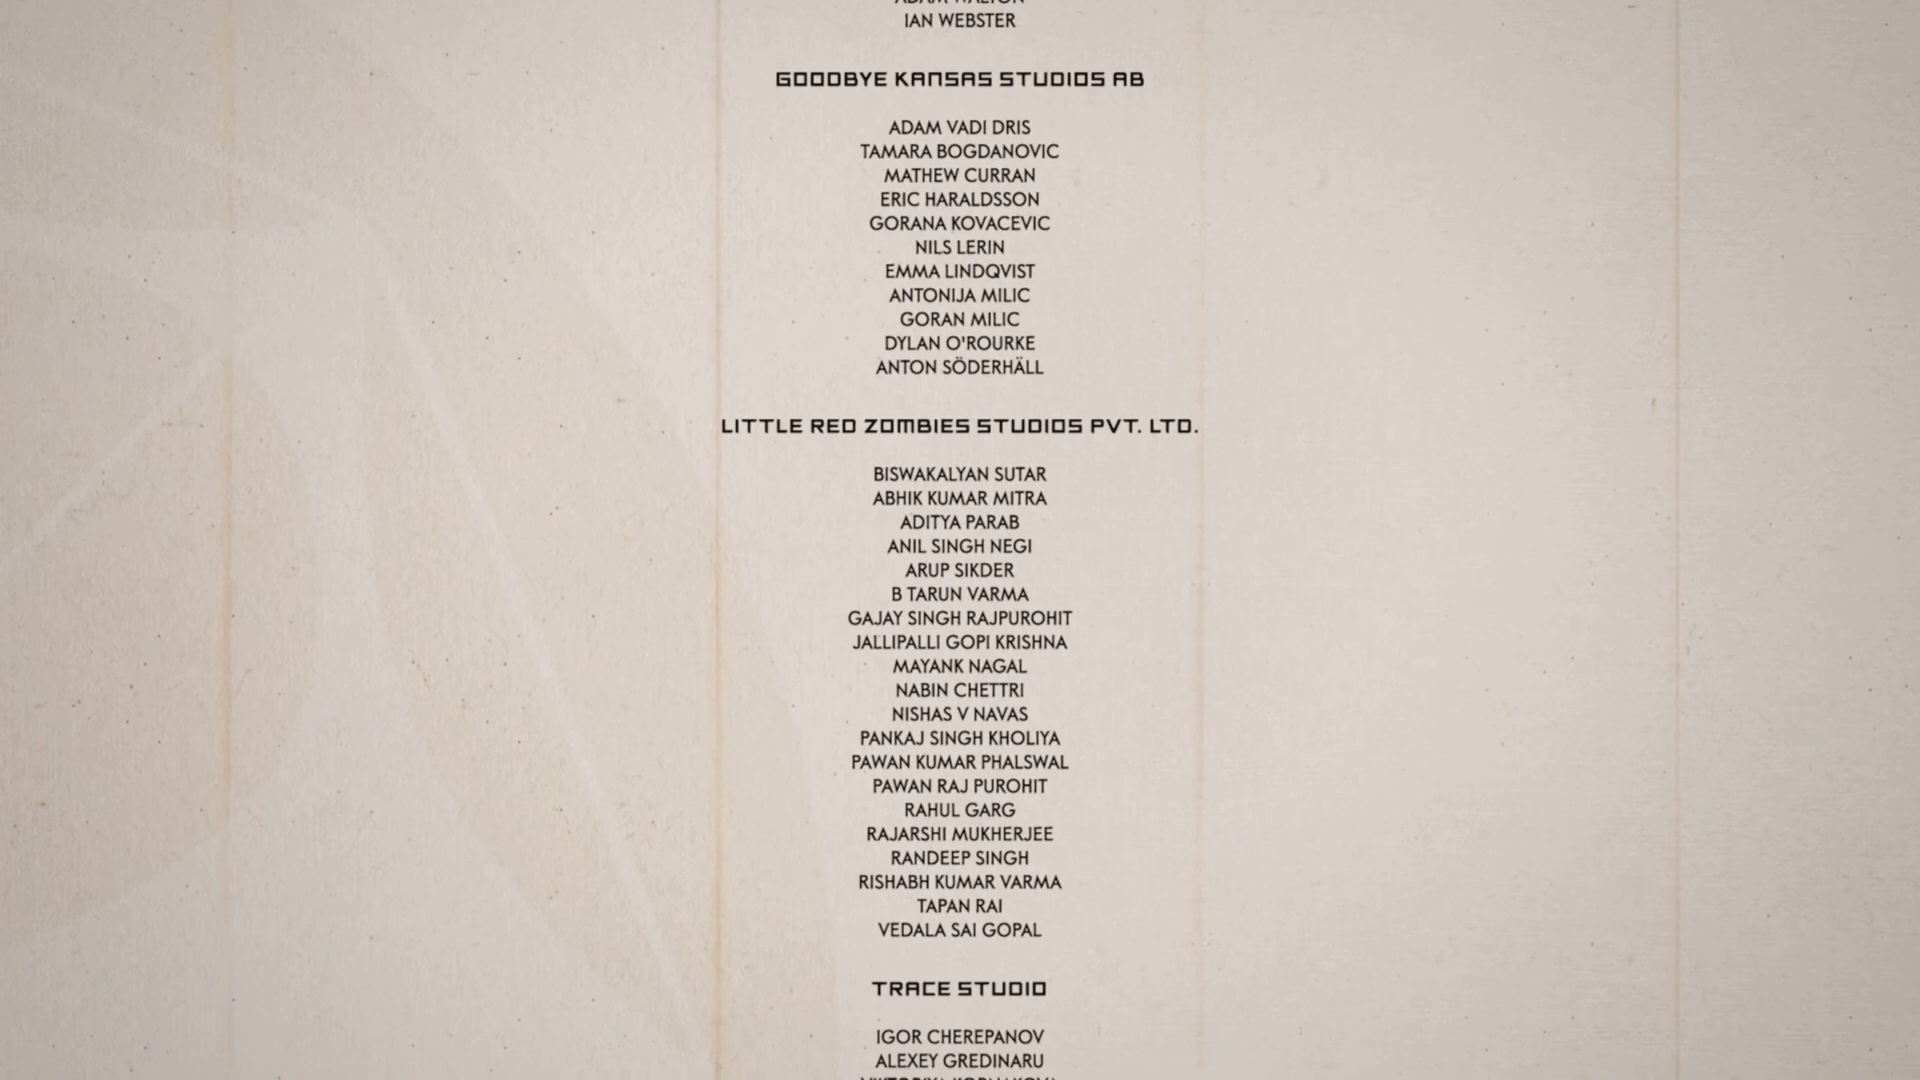 ADAM WALTON
IAN WEBSTER
GOODBYE KANSAS STUDIOS AB
ADAM VADI DRIS
TAMARA BOGDANOVIC
MATHEW CURRAN
ERIC HARALDSSON
GORANA KOVACEVIC
NILS LERIN
EMMA LINDQVIST
ANTONIJA MILIC
GORAN MILIC
DYLAN O'ROURKE
ANTON SÖDERHÄLL
LITTLE RED ZOMBIES STUDIOS PVT. LTD.
BISWAKALYAN SUTAR
ABHIK KUMAR MITRA
ADITYA PARAB
ANIL SINGH NEGI
ARUP SIKDER
B TARUN VARMA
GAJAY SINGH RAJPUROHIT
JALLIPALLI GOPI KRISHNA
MAYANK NAGAL
NABIN CHETTRI
NISHAS V NAVAS
PANKAJ SINGH KHOLIYA
PAWAN KUMAR PHALSWAL
PAWAN RAJ PUROHIT
RAHUL GARG
RAJARSHI MUKHERJEE
RANDEEP SINGH
RISHABH KUMAR VARMA
TAPAN RAI
VEDALA SAI GOPAL
TRACE STUDIO
IGOR CHEREPANOV
ALEXEY GREDINARU